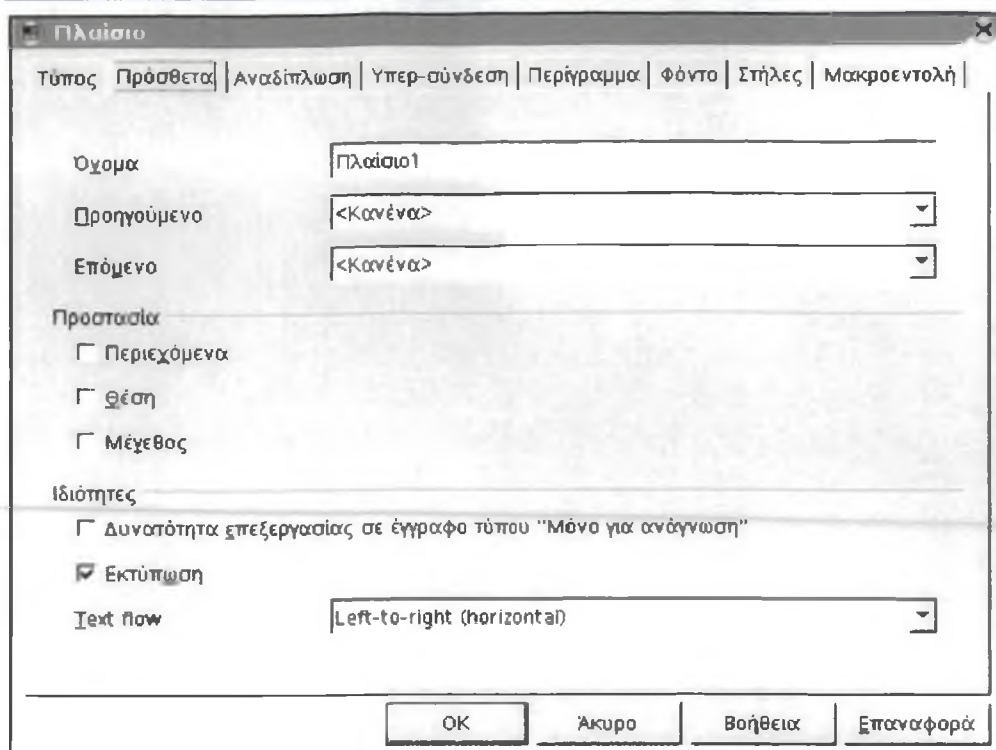 Πλαίσιο
Τύπος Πρόσθετα Αναδίπλωση Υπερ-σύνδεση Περίγραμμα Φόντο Στήλες Μακροεντολή
Όνομα Πλαίσιο1
Προηγούμενο <Κανένα>
Επόμενο <Κανένα>
Προστασία
Περιεχόμενα
Θέση
Μέγεθος
Ιδιότητες
Δυνατότητα επεξεργασίας σε έγγραφο τύπου "Μόνο για ανάγνωση"
Εκτύπωση
Text flow Left-to-right (horizontal)
OK Άκυρο Βοήθεια Επαναφορά